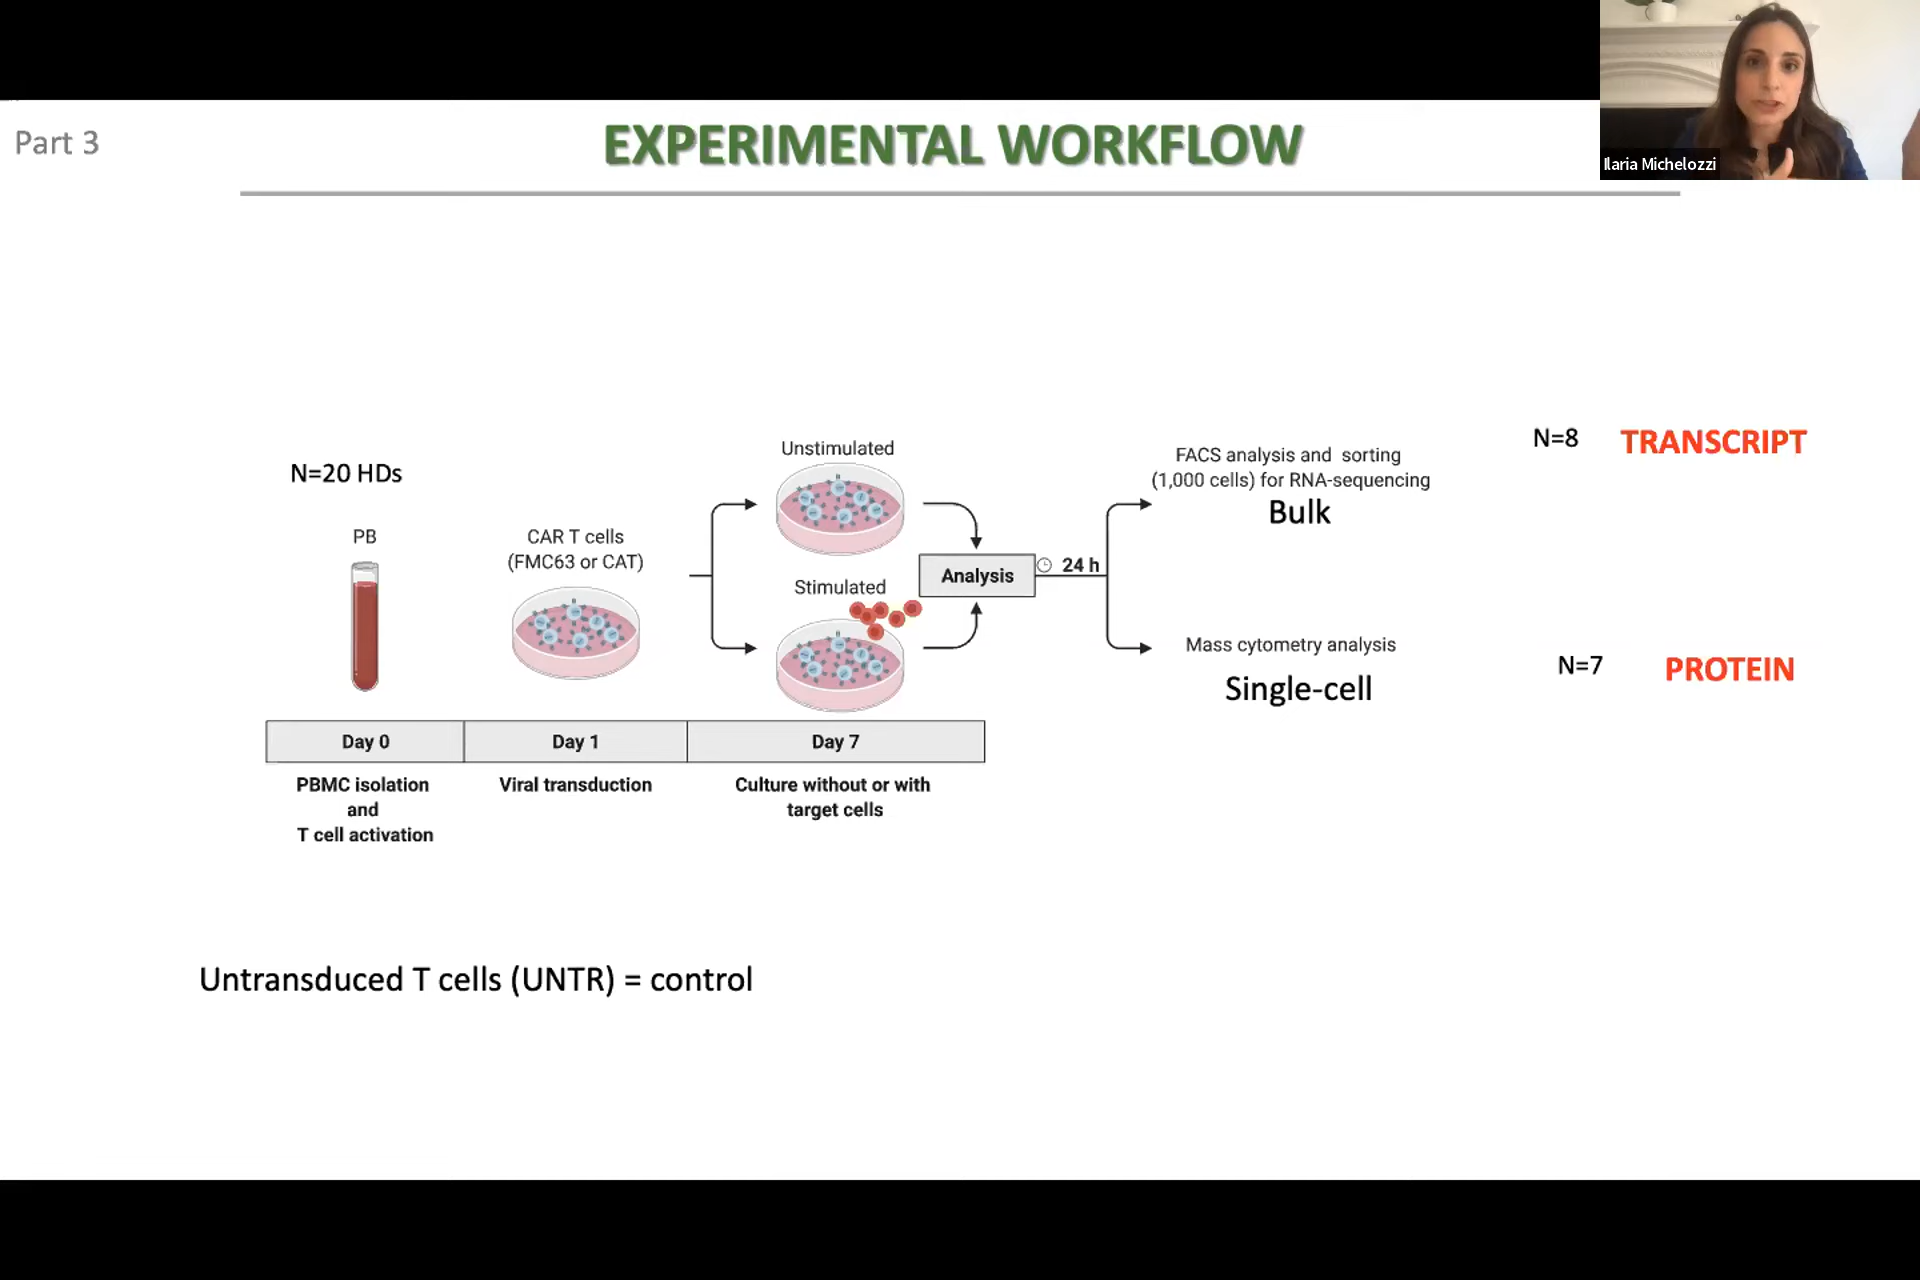 Part 3
EXPERIMENTAL WORKFLOW
Ilaria Michelozzi
N=20 HDs
PB
CAR T cells
(FMC63 or CAT)
Unstimulated
Stimulated
Analysis
24 h
FACS analysis and sorting
(1,000 cells) for RNA-sequencing
Bulk
N=8
TRANSCRIPT
Mass cytometry analysis
Single-cell
N=7
PROTEIN
Day 0
Day 1
Day 7
PBMC isolation
and
T cell activation
Viral transduction
Culture without or with
target cells
Untransduced T cells (UNTR) = control